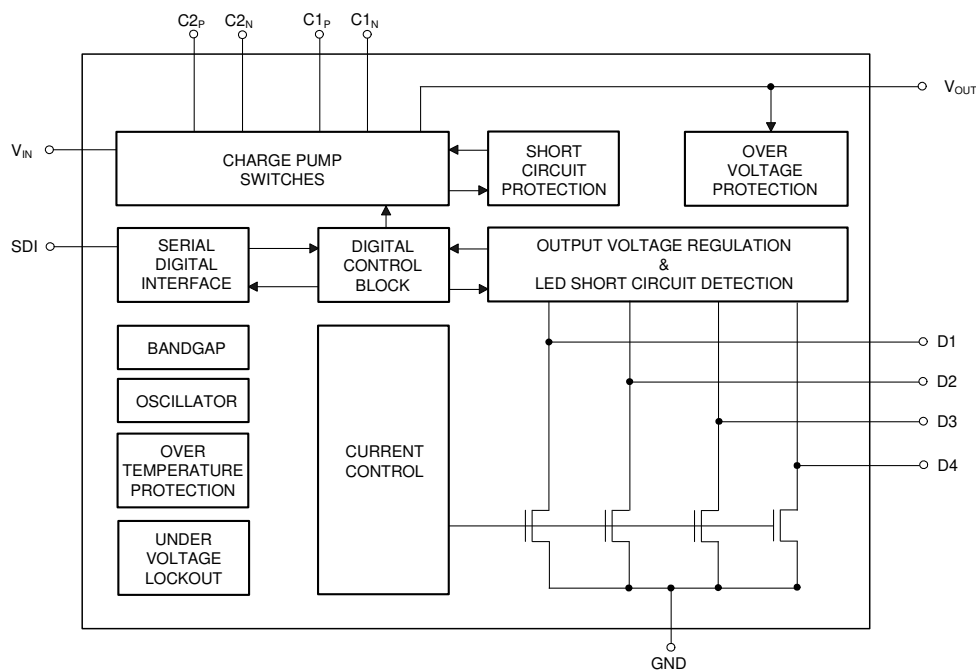 C2P C2N C1P C1N
VOUT
VIN
CHARGE PUMP
SWITCHES
SHORT
CIRCUIT
PROTECTION
OVER
VOLTAGE
PROTECTION
SDI
SERIAL
DIGITAL
INTERFACE
DIGITAL
CONTROL
BLOCK
OUTPUT VOLTAGE REGULATION
&
LED SHORT CIRCUIT DETECTION
BANDGAP
OSCILLATOR
OVER
TEMPERATURE
PROTECTION
UNDER
VOLTAGE
LOCKOUT
CURRENT
CONTROL
D1
D2
D3
D4
GND